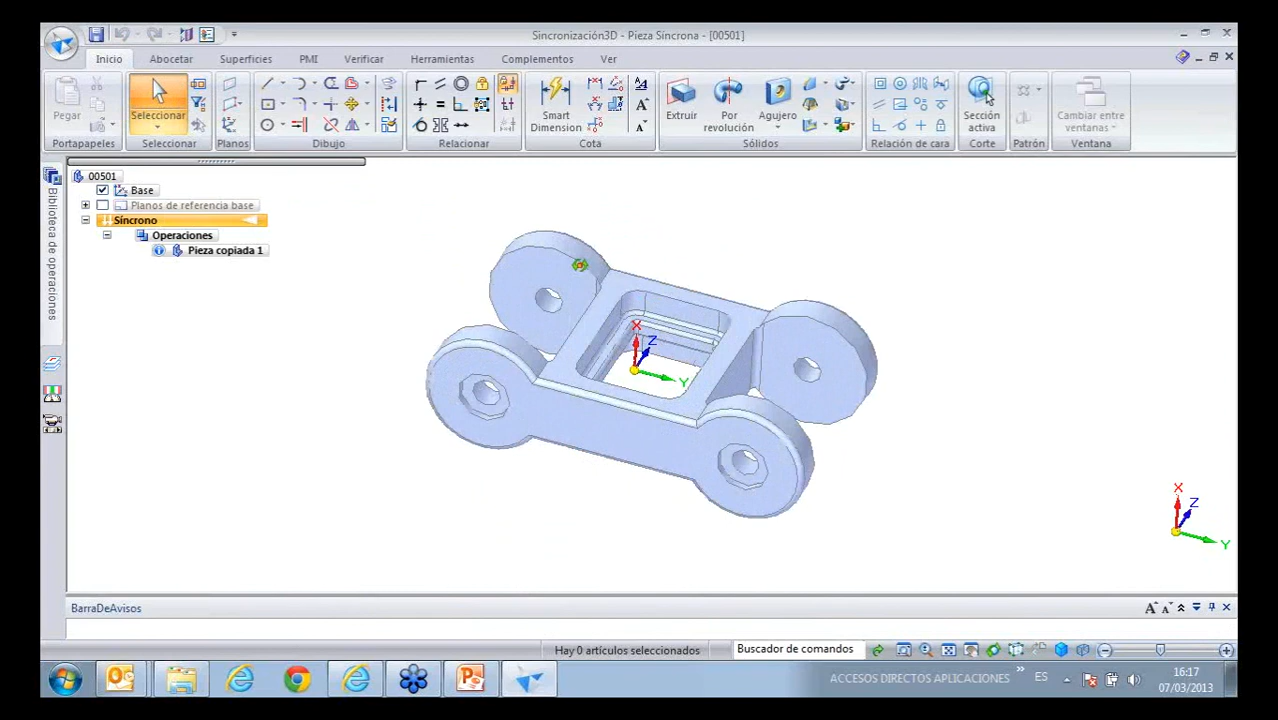 Sincronización3D - Pieza Síncrona - [00501]
Inicio
Abocetar
Superficies
PMI
Verificar
Herramientas
Complementos
Ver
Pegar
Seleccionar
Smart
Dimension
Extruir
Por
revolución
Agujero
Sección
activa
Cambiar entre
ventanas
Portapapeles
Seleccionar
Planos
Dibujo
Relacionar
Cota
Sólidos
Relación de cara
Corte
Patrón
Ventana
Biblioteca de operaciones
00501
Base
Planos de referencia base
Síncrono
Operaciones
Pieza copiada 1
X
Z
Y
X
Z
Y
BarraDeAvisos
Hay 0 artículos seleccionados
Buscador de comandos
ACCESOS DIRECTOS APLICACIONES
ES
16:17
07/03/2013